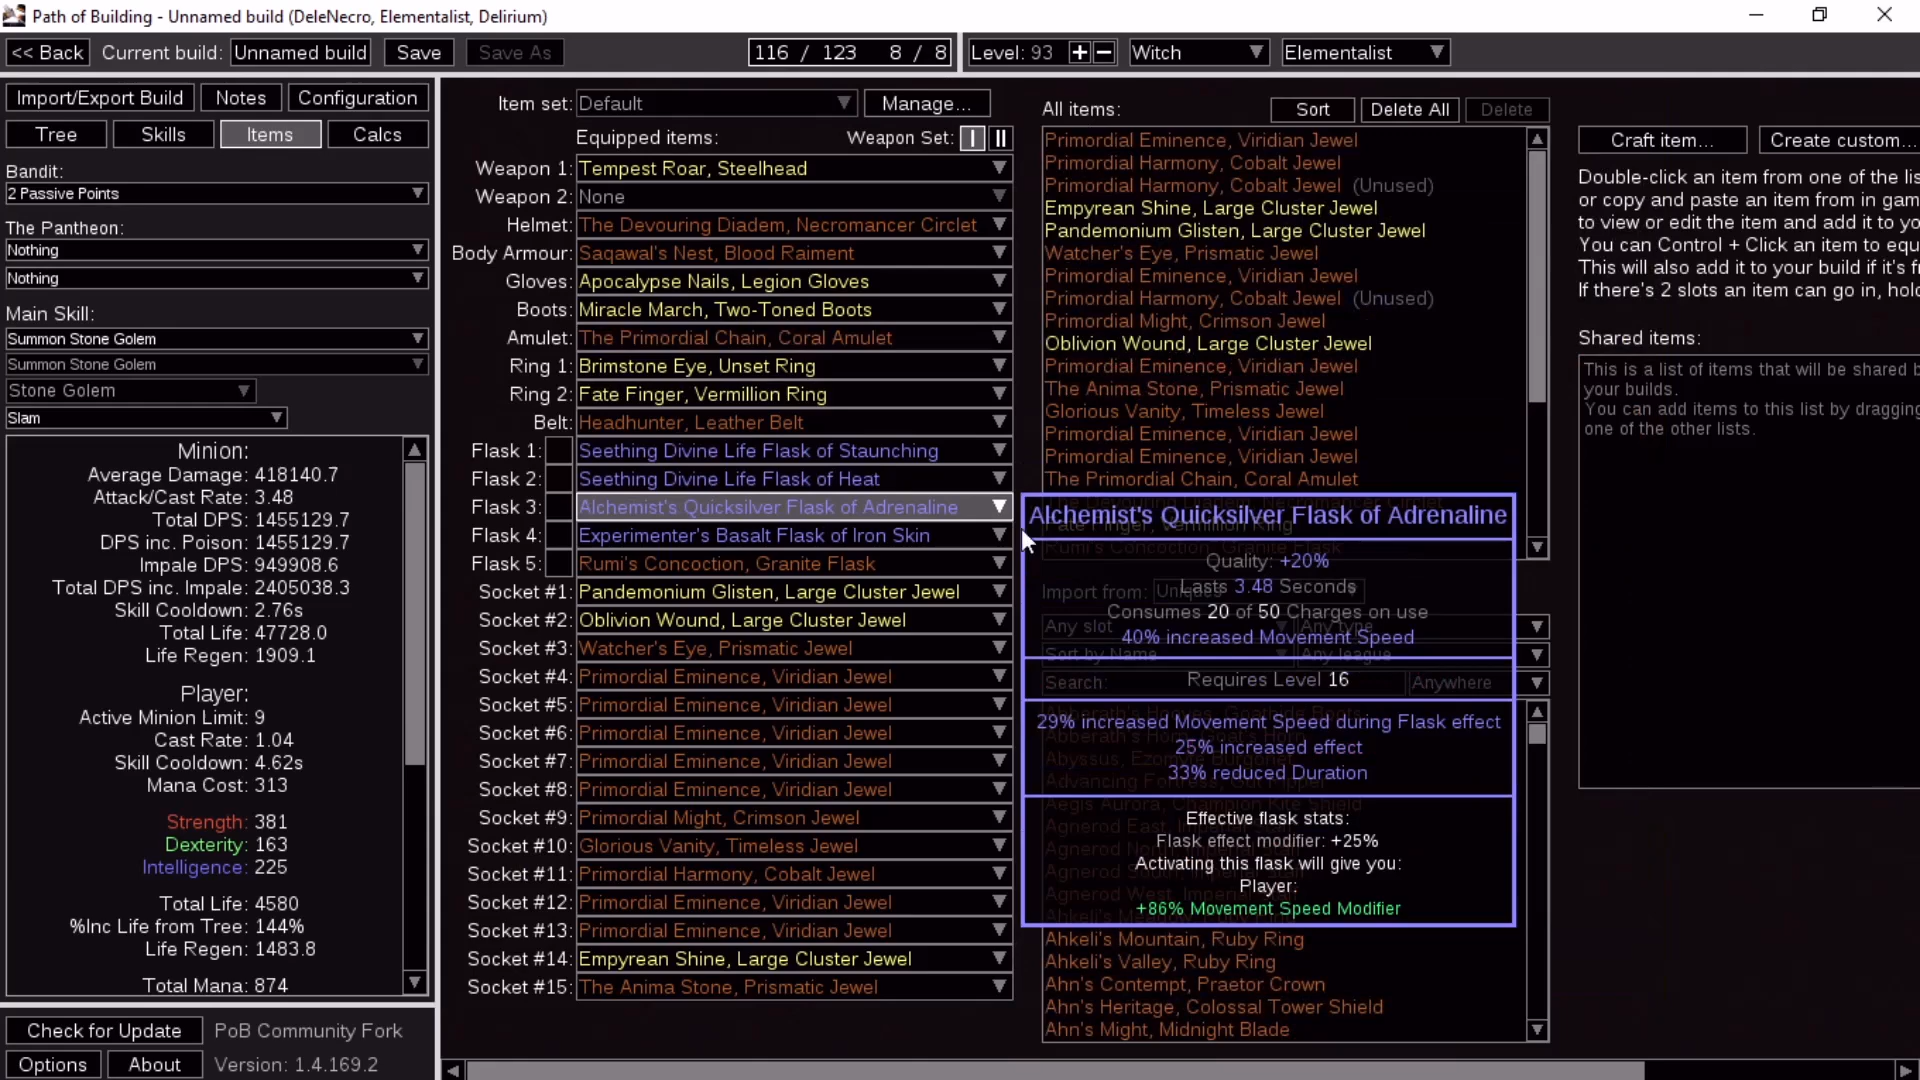 Path of Building - Unnamed build (DeleNecro, Elementalist, Delirium)
<< Back
Current build: Unnamed build
Save
Save As
116 / 123 8 / 8
Level: 93
+
Witch
Elementalist
Import/Export Build
Notes
Configuration
Tree
Skills
Items
Calcs
Bandit:
2 Passive Points
The Pantheon:
Nothing
Nothing
Main Skill:
Summon Stone Golem
Summon Stone Golem
Stone Golem
Slam
Minion:
Average Damage: 418140.7
Attack/Cast Rate: 3.48
Total DPS: 1455129.7
DPS inc. Poison: 1455129.7
Impale DPS: 949908.6
Total DPS inc. Impale: 2405038.3
Skill Cooldown: 2.76s
Total Life: 47728.0
Life Regen: 1909.1
Player:
Active Minion Limit: 9
Cast Rate: 1.04
Skill Cooldown: 4.62s
Mana Cost: 313
Strength: 381
Dexterity: 163
Intelligence: 225
Total Life: 4580
%Inc Life from Tree: 144%
Life Regen: 1483.8
Total Mana: 874
Check for Update
PoB Community Fork
Options
About
Version: 1.4.169.2
Item set: Default
Manage...
Equipped items:
Weapon Set: I II
Weapon 1: Tempest Roar, Steelhead
Weapon 2: None
Helmet: The Devouring Diadem, Necromancer Circlet
Body Armour: Saqawal's Nest, Blood Raiment
Gloves: Apocalypse Nails, Legion Gloves
Boots: Miracle March, Two-Toned Boots
Amulet: The Primordial Chain, Coral Amulet
Ring 1: Brimstone Eye, Unset Ring
Ring 2: Fate Finger, Vermillion Ring
Belt: Headhunter, Leather Belt
Flask 1: Seething Divine Life Flask of Staunching
Flask 2: Seething Divine Life Flask of Heat
Flask 3: Alchemist's Quicksilver Flask of Adrenaline
Flask 4: Experimenter's Basalt Flask of Iron Skin
Flask 5: Rumi's Concoction, Granite Flask
Socket #1: Pandemonium Glisten, Large Cluster Jewel
Socket #2: Oblivion Wound, Large Cluster Jewel
Socket #3: Watcher's Eye, Prismatic Jewel
Socket #4: Primordial Eminence, Viridian Jewel
Socket #5: Primordial Eminence, Viridian Jewel
Socket #6: Primordial Eminence, Viridian Jewel
Socket #7: Primordial Eminence, Viridian Jewel
Socket #8: Primordial Eminence, Viridian Jewel
Socket #9: Primordial Might, Crimson Jewel
Socket #10: Glorious Vanity, Timeless Jewel
Socket #11: Primordial Harmony, Cobalt Jewel
Socket #12: Primordial Eminence, Viridian Jewel
Socket #13: Primordial Eminence, Viridian Jewel
Socket #14: Empyrean Shine, Large Cluster Jewel
Socket #15: The Anima Stone, Prismatic Jewel
All items:
Sort
Delete All
Delete
Primordial Eminence, Viridian Jewel
Primordial Harmony, Cobalt Jewel
Primordial Harmony, Cobalt Jewel (Unused)
Empyrean Shine, Large Cluster Jewel
Pandemonium Glisten, Large Cluster Jewel
Watcher's Eye, Prismatic Jewel
Primordial Eminence, Viridian Jewel
Primordial Harmony, Cobalt Jewel (Unused)
Primordial Might, Crimson Jewel
Oblivion Wound, Large Cluster Jewel
Primordial Eminence, Viridian Jewel
The Anima Stone, Prismatic Jewel
Glorious Vanity, Timeless Jewel
Primordial Eminence, Viridian Jewel
Primordial Eminence, Viridian Jewel
The Primordial Chain, Coral Amulet
Alchemist's Quicksilver Flask of Adrenaline
Quality: +20%
Lasts 3.48 Seconds
Consumes 20 of 50 Charges on use
40% increased Movement Speed
Requires Level 16
29% increased Movement Speed during Flask effect
25% increased effect
33% reduced Duration
Effective flask stats:
Flask effect modifier: +25%
Activating this flask will give you:
Player:
+86% Movement Speed Modifier
Import from:
Any slot
Any type
Sort by Name
Any league
Search:
Anywhere
Ahkeli's Mountain, Ruby Ring
Ahkeli's Valley, Ruby Ring
Ahn's Contempt, Praetor Crown
Ahn's Heritage, Colossal Tower Shield
Ahn's Might, Midnight Blade
Craft item...
Create custom...
Double-click an item from one of the
or copy and paste an item from in
to view or edit the item and add it to
You can Control + Click an item to
This will also add it to your build if it's
If there's 2 slots an item can go in,
Shared items:
This is a list of items that will be shared
your builds.
You can add items to this list by dragging
one of the other lists.